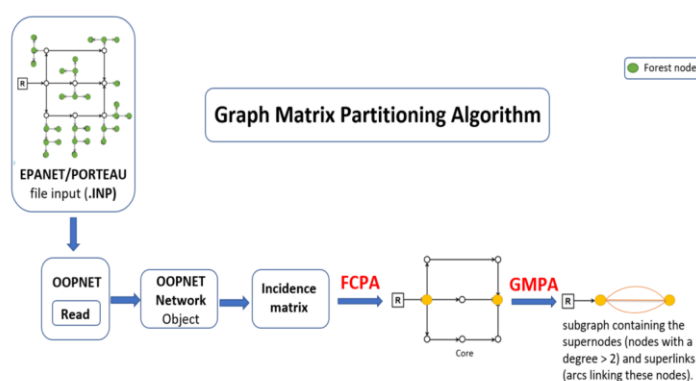 Forest node
R
Graph Matrix Partitioning Algorithm
EPANET/PORTEAU
file input (.INP)
OOPNET
Read
OOPNET
Network
Object
Incidence
matrix
FCPA
R
Core
GMPA
R
subgraph containing the
supernodes (nodes with a
degree > 2) and superlinks
(arcs linking these nodes).